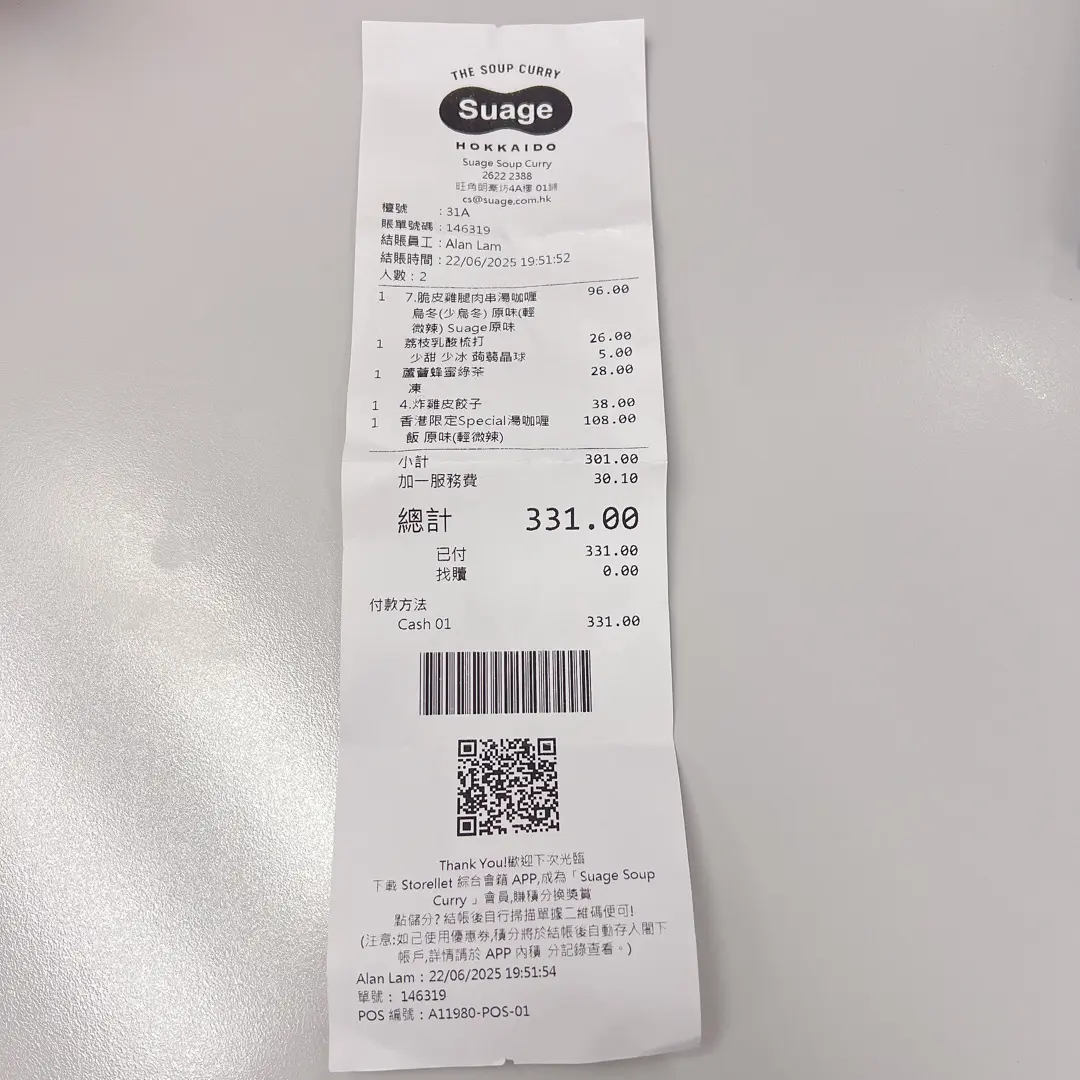 THE SOUP CURRY
Suage
HOKKAIDO
Suage Soup Curry
2622 2388
旺角朗豪坊4A樓 01舖
cs@suage.com.hk
檯號 : 31A
賬單號碼 : 146319
結賬員工 : Alan Lam
結賬時間 : 22/06/2025 19:51:52
人數 : 2
1 7.脆皮雞腿肉串湯咖喱 96.00
烏冬(少烏冬) 原味(輕
微辣) Suage原味
1 荔枝乳酸梳打 26.00
少甜 少冰 蒟蒻晶球 5.00
1 蘆薈蜂蜜綠茶 28.00
凍
1 4.炸雞皮餃子 38.00
1 香港限定Special湯咖喱 108.00
飯 原味(輕微辣)
小計 301.00
加一服務費 30.10
總計 331.00
已付 331.00
找贖 0.00
付款方法
Cash 01 331.00
Thank You!歡迎下次光臨
下載 Storellet 綜合會籍 APP,成為「Suage Soup
Curry 」會員,賺積分換獎賞
點儲分? 結帳後自行掃描單據二維碼便可!
(注意:如已使用優惠券,積分將於結帳後自動存入閣下
帳戶,詳情請於 APP 內積 分記錄查看。)
Alan Lam : 22/06/2025 19:51:54
單號 : 146319
POS 編號 : A11980-POS-01